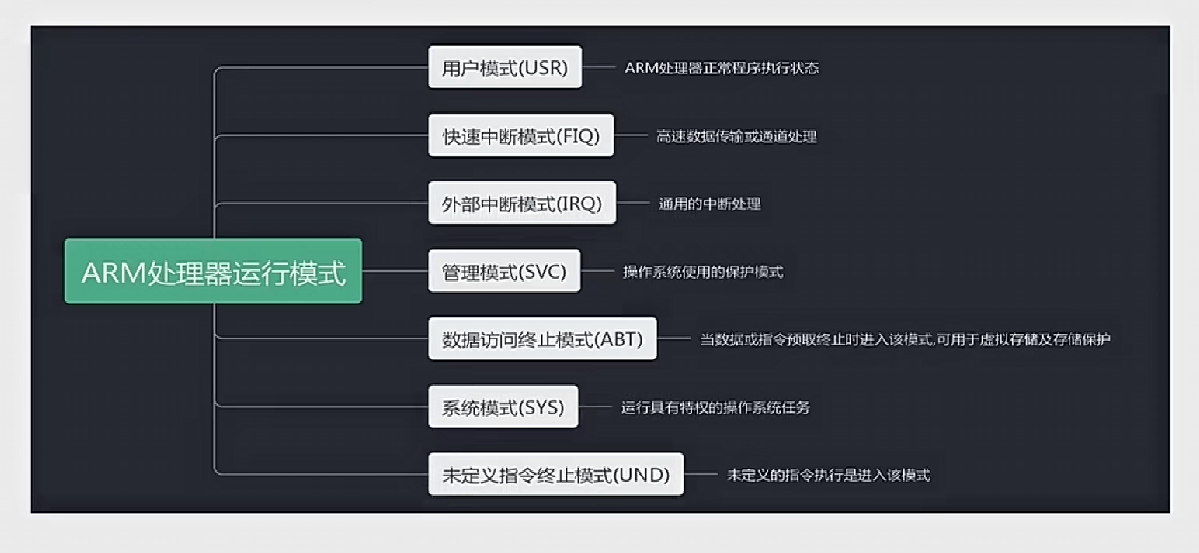 用户模式(USR)
ARM处理器正常程序执行状态
快速中断模式(FIQ)
高速数据传输或通道处理
外部中断模式(IRQ)
通用的中断处理
ARM处理器运行模式
管理模式(SVC)
操作系统使用的保护模式
数据访问终止模式(ABT)
当数据或指令预取终止时进入该模式,可用于虚拟存储及存储保护
系统模式(SYS)
运行具有特权的操作系统任务
未定义指令终止模式(UND)
未定义的指令执行是进入该模式